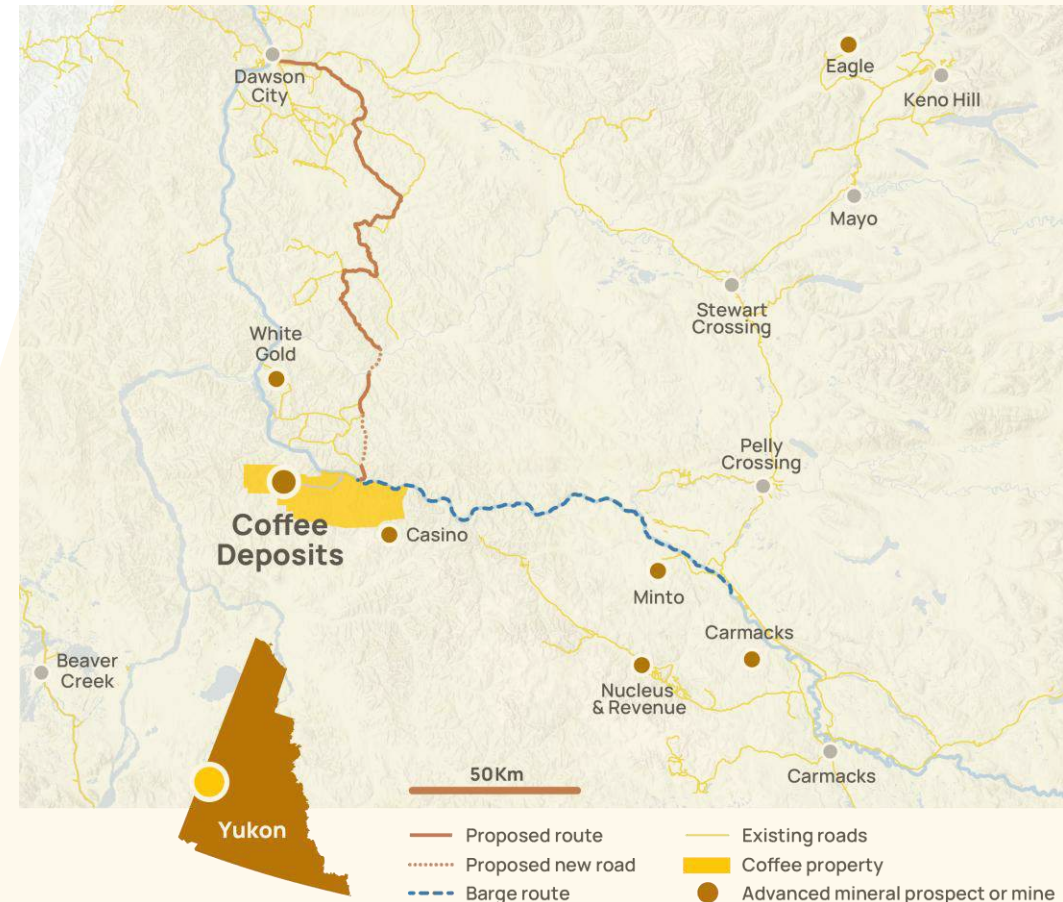 Dawson
City
Eagle
Keno Hill
Mayo
Stewart
Crossing
White
Gold
Pelly
Crossing
Coffee
Deposits
Casino
Minto
Carmacks
Beaver
Creek
Nucleus
& Revenue
Carmacks
50Km
Yukon
Proposed route
Proposed new road
Barge route
Existing roads
Coffee property
Advanced mineral prospect or mine